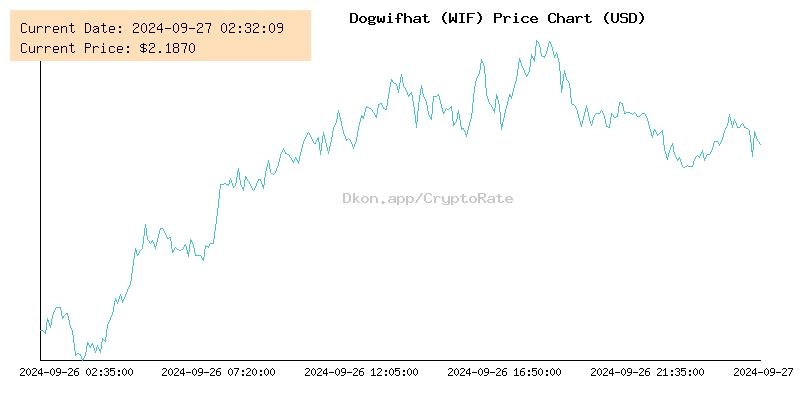 Dogwifhat (WIF) Price Chart (USD)
Current Date: 2024-09-27 02:32:09
Current Price: $2.1870
Dkon.app/CryptoRate
2024-09-26 02:35:00
2024-09-26 07:20:00
2024-09-26 12:05:00
2024-09-26 16:50:00
2024-09-26 21:35:00
2024-09-27